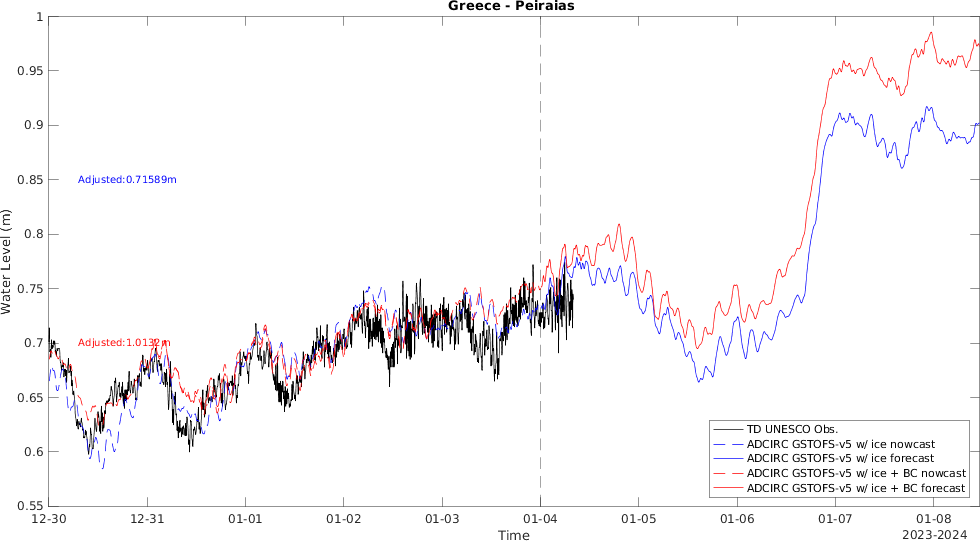 Greece - Peiraias
Water Level (m)
1
0.95
0.9
0.85
0.8
0.75
0.7
0.65
0.6
0.55
Adjusted:0.71589m
Adjusted:1.0132m
TD UNESCO Obs.
ADCIRC GSTOFS-v5 w/ ice nowcast
ADCIRC GSTOFS-v5 w/ ice forecast
ADCIRC GSTOFS-v5 w/ ice + BC nowcast
ADCIRC GSTOFS-v5 w/ ice + BC forecast
12-30 12-31 01-01 01-02 01-03 01-04 01-05 01-06 01-07 01-08
Time
2023-2024